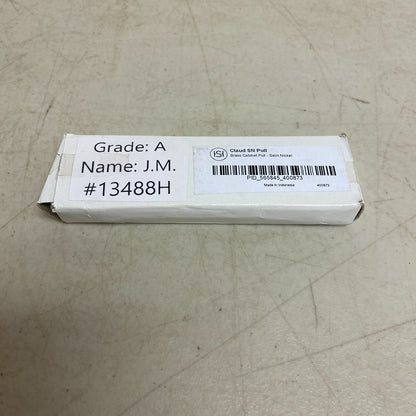 Grade: A
Name: J.M.
#13488H
ISI
Claud SN Pull
Brass Cabinet Pull - Satin Nickel
PID_565845_400873
Made in Indonesia
400873